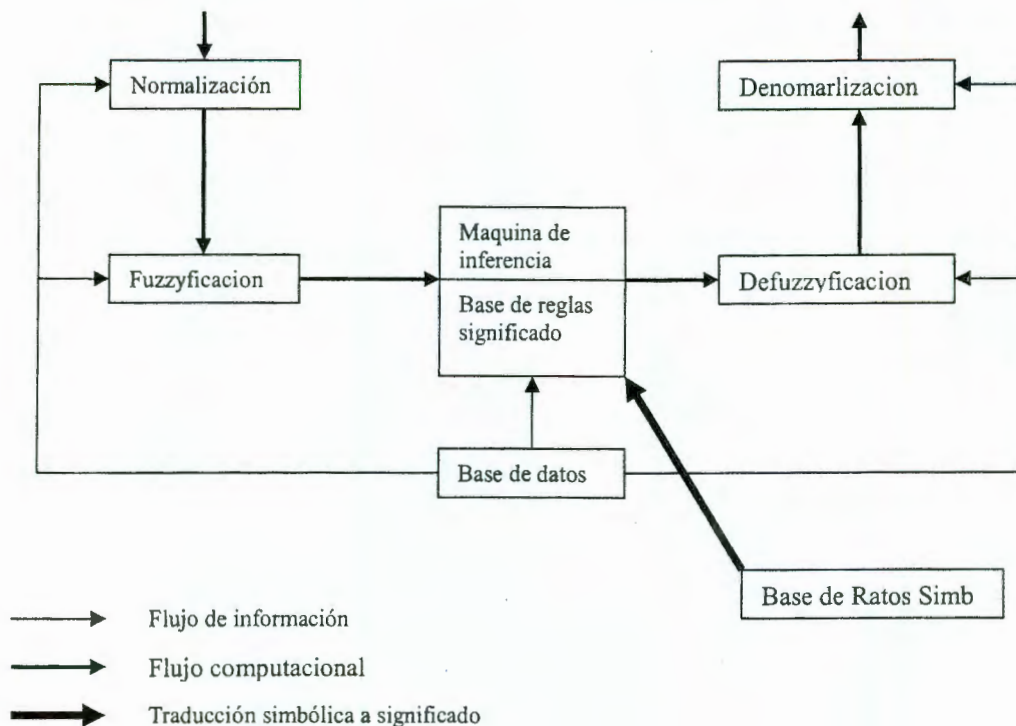 Normalización
Denomarlizacion
Fuzzyficacion
Maquina de
inferencia
Base de reglas
significado
Defuzzyficacion
Base de datos
Base de Ratos Simb
Flujo de información
Flujo computacional
Traducción simbólica a significado